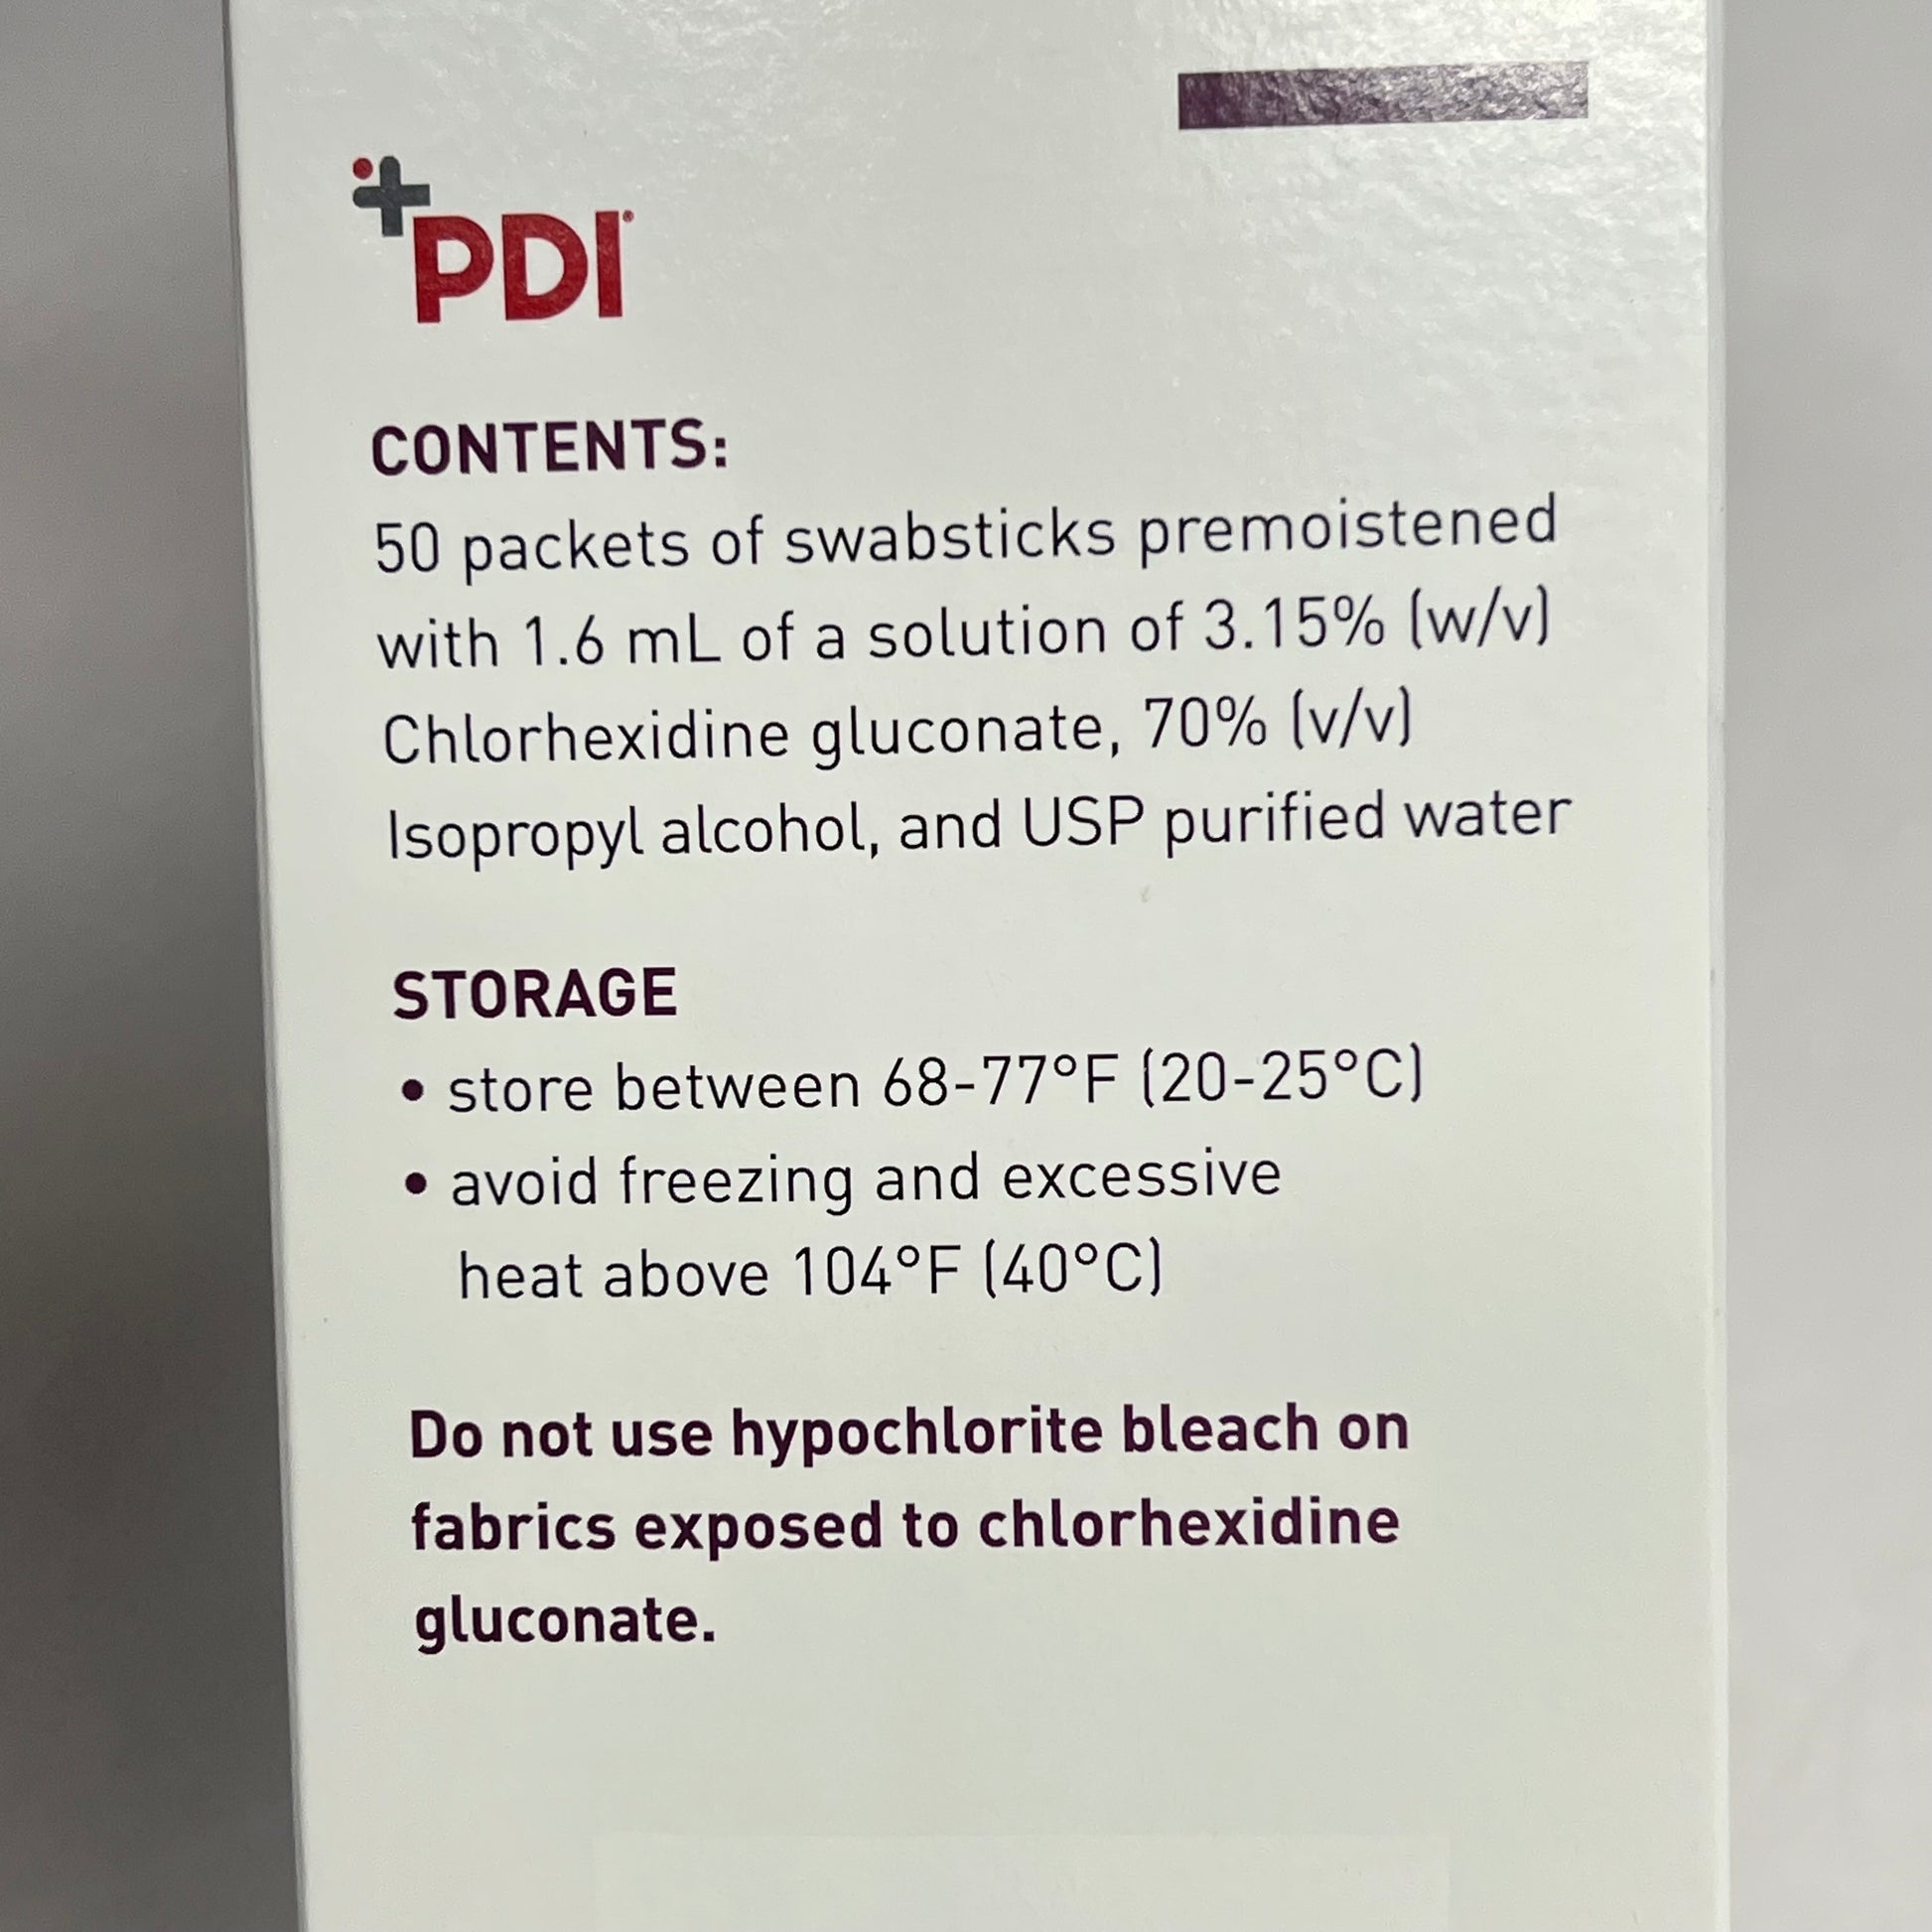 PDI®
CONTENTS:
50 packets of swabsticks premoistened
with 1.6 mL of a solution of 3.15% (w/v)
Chlorhexidine gluconate, 70% (v/v)
Isopropyl alcohol, and USP purified water
STORAGE
• store between 68-77°F (20-25°C)
• avoid freezing and excessive
heat above 104°F (40°C)
Do not use hypochlorite bleach on
fabrics exposed to chlorhexidine
gluconate.